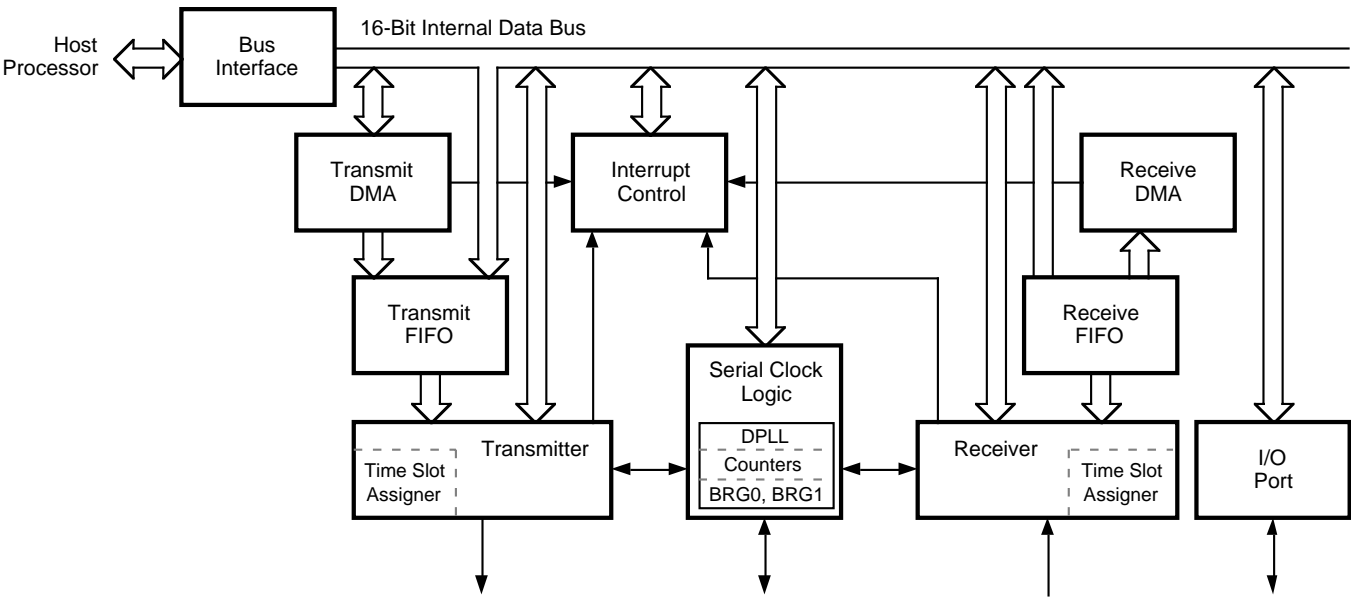 16-Bit Internal Data Bus
Host
Processor
Bus
Interface
Transmit
DMA
Interrupt
Control
Receive
DMA
Transmit
FIFO
Receive
FIFO
Serial Clock
Logic
DPLL
Counters
BRG0, BRG1
Transmitter
Time Slot
Assigner
Receiver
Time Slot
Assigner
I/O
Port